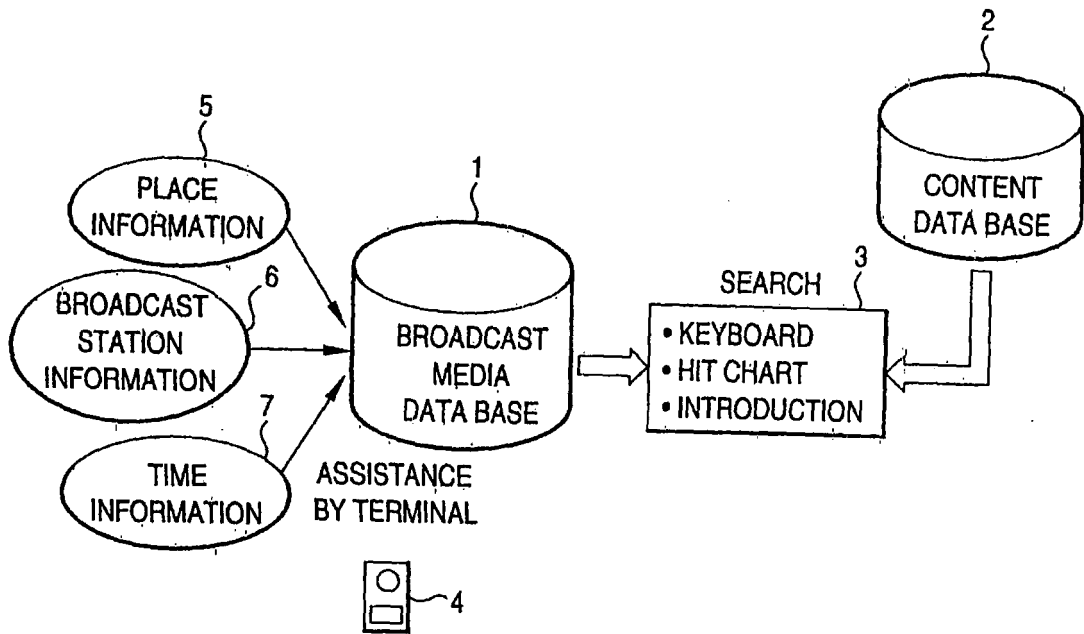 5
PLACE
INFORMATION
6
BROADCAST
STATION
INFORMATION
7
TIME
INFORMATION
1
BROADCAST
MEDIA
DATA BASE
ASSISTANCE
BY TERMINAL
4
2
CONTENT
DATA BASE
SEARCH
3
• KEYBOARD
• HIT CHART
• INTRODUCTION